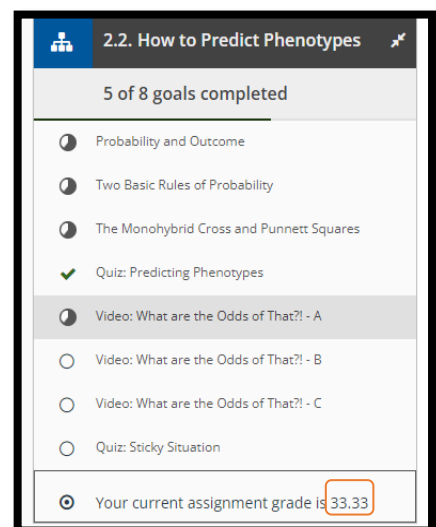 2.2. How to Predict Phenotypes
5 of 8 goals completed
Probability and Outcome
Two Basic Rules of Probability
The Monohybrid Cross and Punnett Squares
Quiz: Predicting Phenotypes
Video: What are the Odds of That?! - A
Video: What are the Odds of That?! - B
Video: What are the Odds of That?! - C
Quiz: Sticky Situation
Your current assignment grade is 33.33